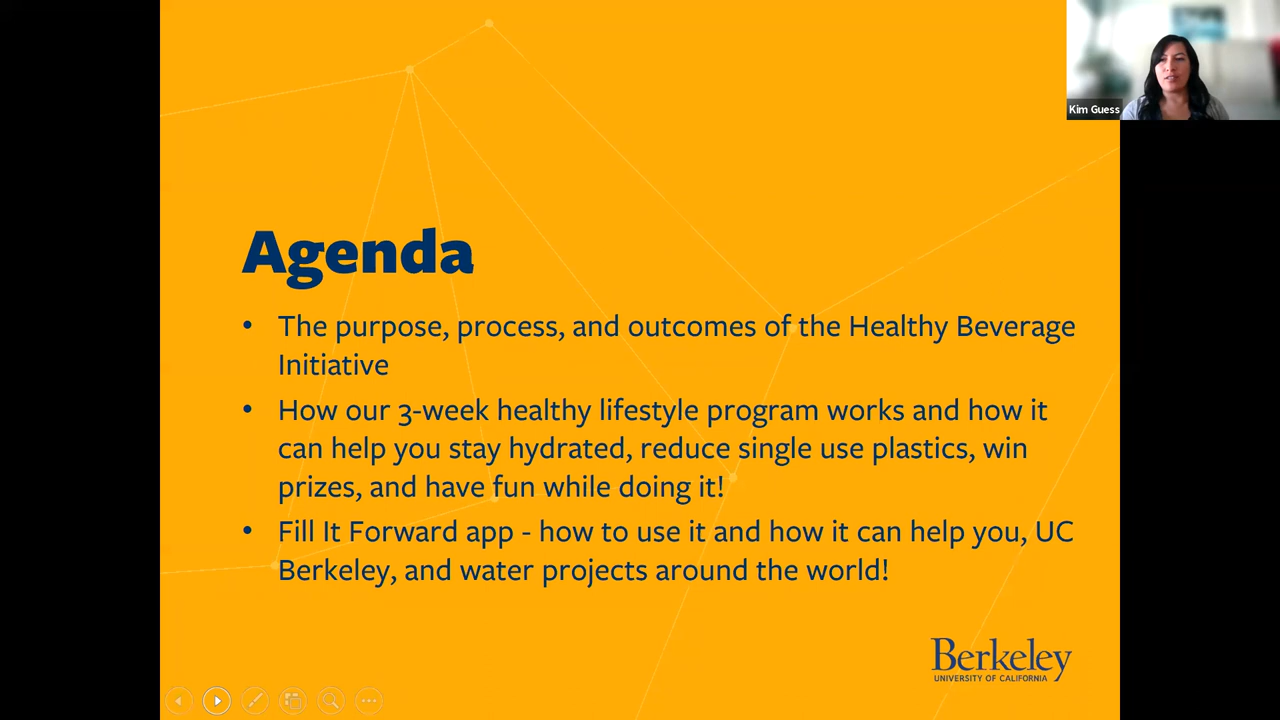 Kim Guess
Agenda
• The purpose, process, and outcomes of the Healthy Beverage
Initiative
• How our 3-week healthy lifestyle program works and how it
can help you stay hydrated, reduce single use plastics, win
prizes, and have fun while doing it!
• Fill It Forward app - how to use it and how it can help you, UC
Berkeley, and water projects around the world!
Berkeley
UNIVERSITY OF CALIFORNIA